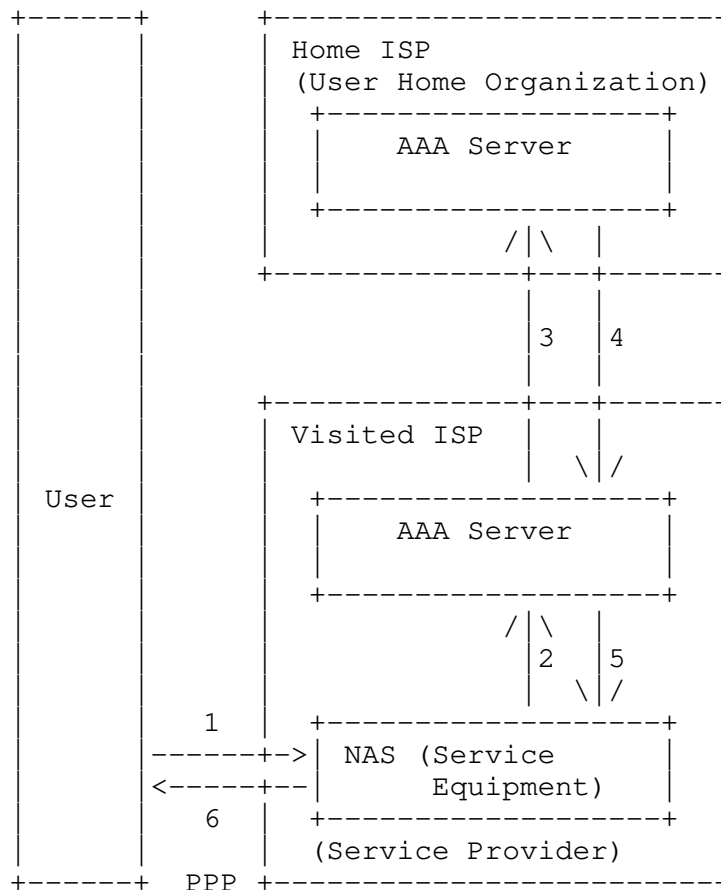 Home ISP
(User Home Organization)
AAA Server
3 4
Visited ISP
User
AAA Server
2 5
1
NAS (Service
Equipment)
6
(Service Provider)
PPP